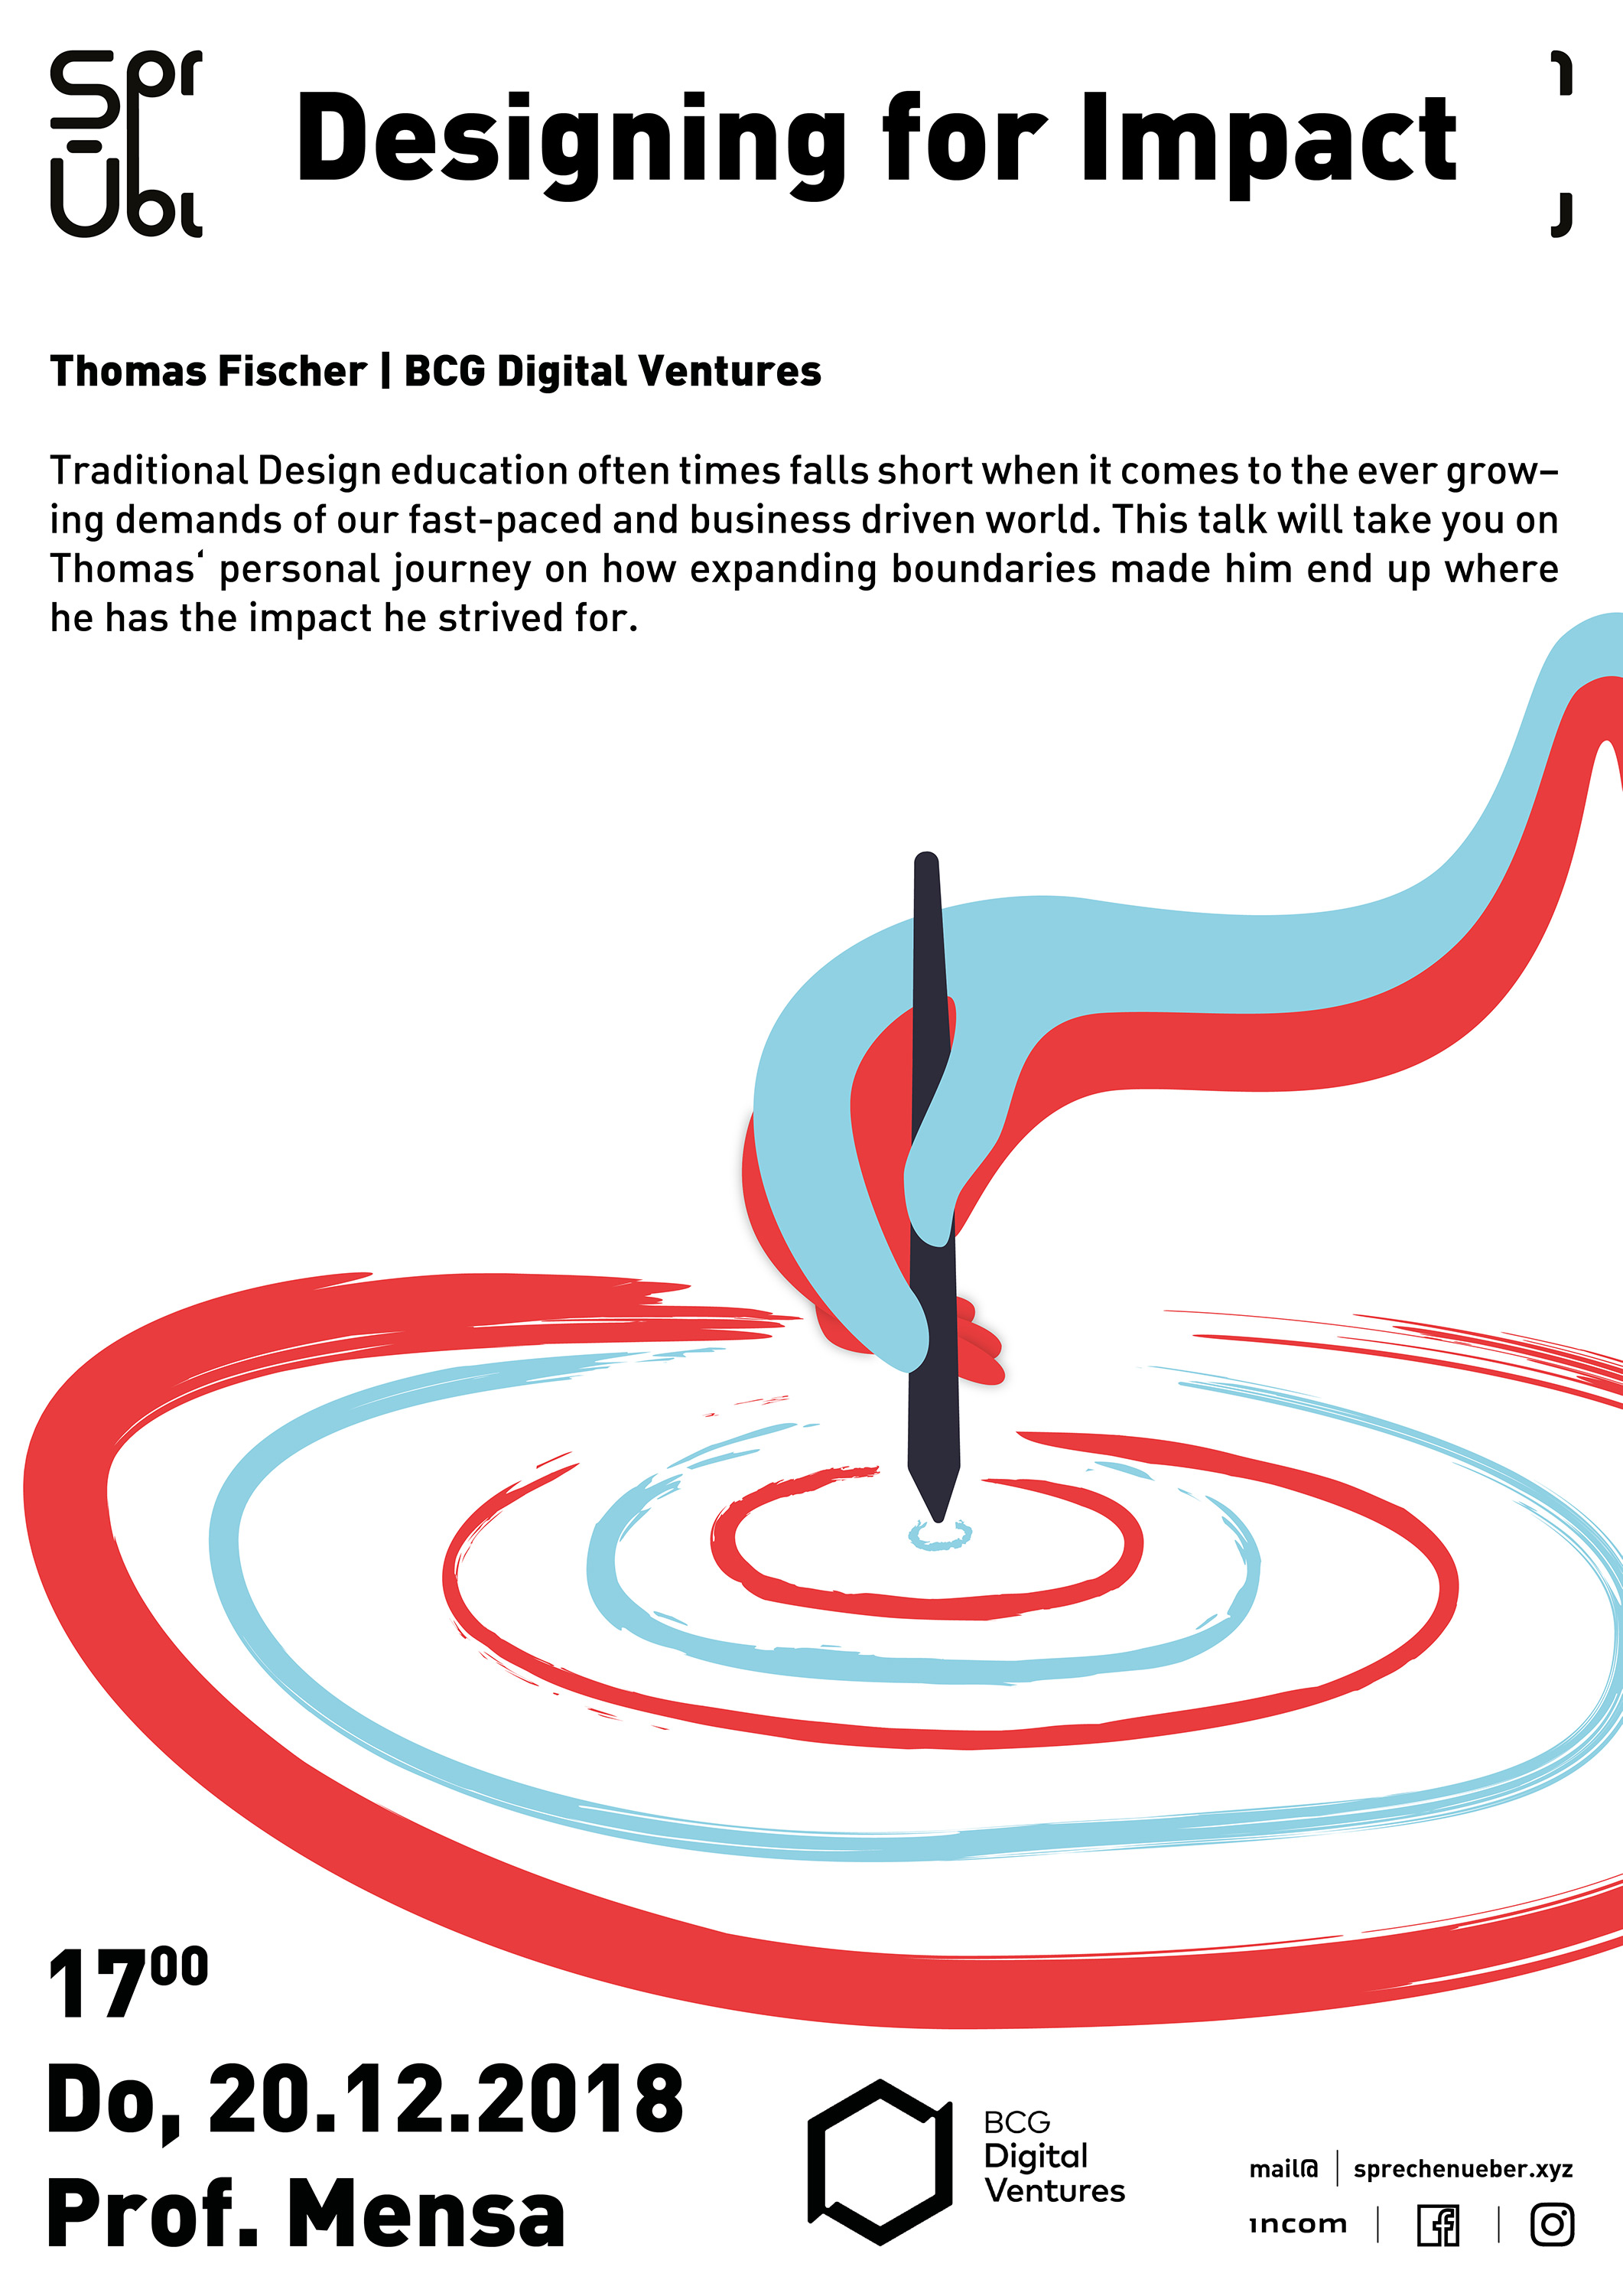 Spr
Designing for Impact
Übr
Thomas Fischer | BCG Digital Ventures
Traditional Design education often times falls short when it comes to the ever grow–
ing demands of our fast-paced and business driven world. This talk will take you on
Thomas‘ personal journey on how expanding boundaries made him end up where
he has the impact he strived for.
17⁰⁰
Do, 20.12.2018
Prof. Mensa
BCG
Digital
Ventures
mail@ | sprechenueber.xyz
incom